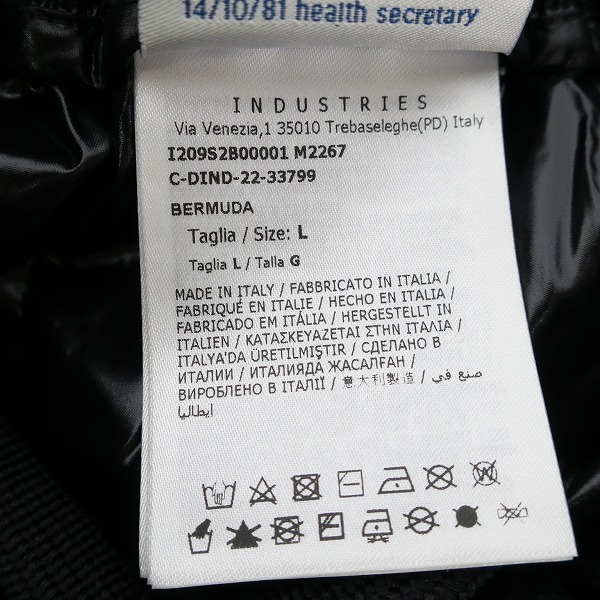 14/10/81 health secretary
INDUSTRIES
Via Venezia,1 35010 Trebaseleghe(PD) Italy
I209S2B00001 M2267
C-DIND-22-33799
BERMUDA
Taglia / Size: L
Taglia L / Talla G
MADE IN ITALY / FABBRICATO IN ITALIA /
FABRIQUÉ EN ITALIE / HECHO EN ITALIA /
FABRICADO EM ITÁLIA / HERGESTELLT IN
ITALIEN / ΚΑΤΑΣΚΕΥΑΖΕΤΑΙ ΣΤΗΝ ΙΤΑΛΙΑ /
ITALYA'DA ÜRETILMIŞTIR / СДЕЛАНО В
ИТАЛИИ / ИТАЛИЯДА ЖАСАЛҒАН /
ВИРОБЛЕНО В ІТАЛІЇ / 意大利製造 / صنع في
إيطاليا